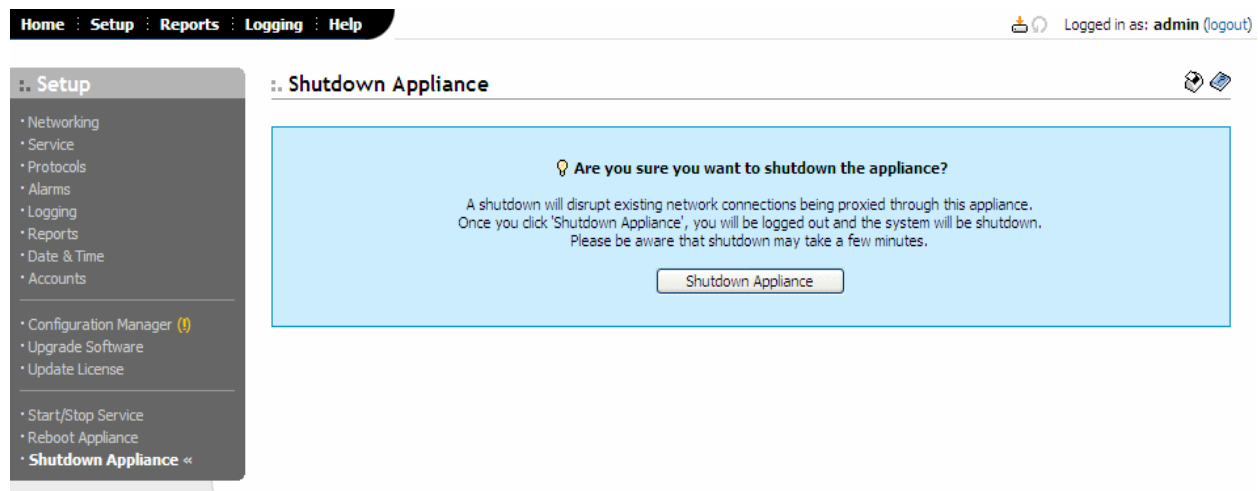 Home : Setup : Reports : Logging : Help
Logged in as: admin (logout)
:. Setup
· Networking
· Service
· Protocols
· Alarms
· Logging
· Reports
· Date & Time
· Accounts
· Configuration Manager (!)
· Upgrade Software
· Update License
· Start/Stop Service
· Reboot Appliance
· Shutdown Appliance «
:. Shutdown Appliance
Are you sure you want to shutdown the appliance?
A shutdown will disrupt existing network connections being proxied through this appliance.
Once you click 'Shutdown Appliance', you will be logged out and the system will be shutdown.
Please be aware that shutdown may take a few minutes.
Shutdown Appliance